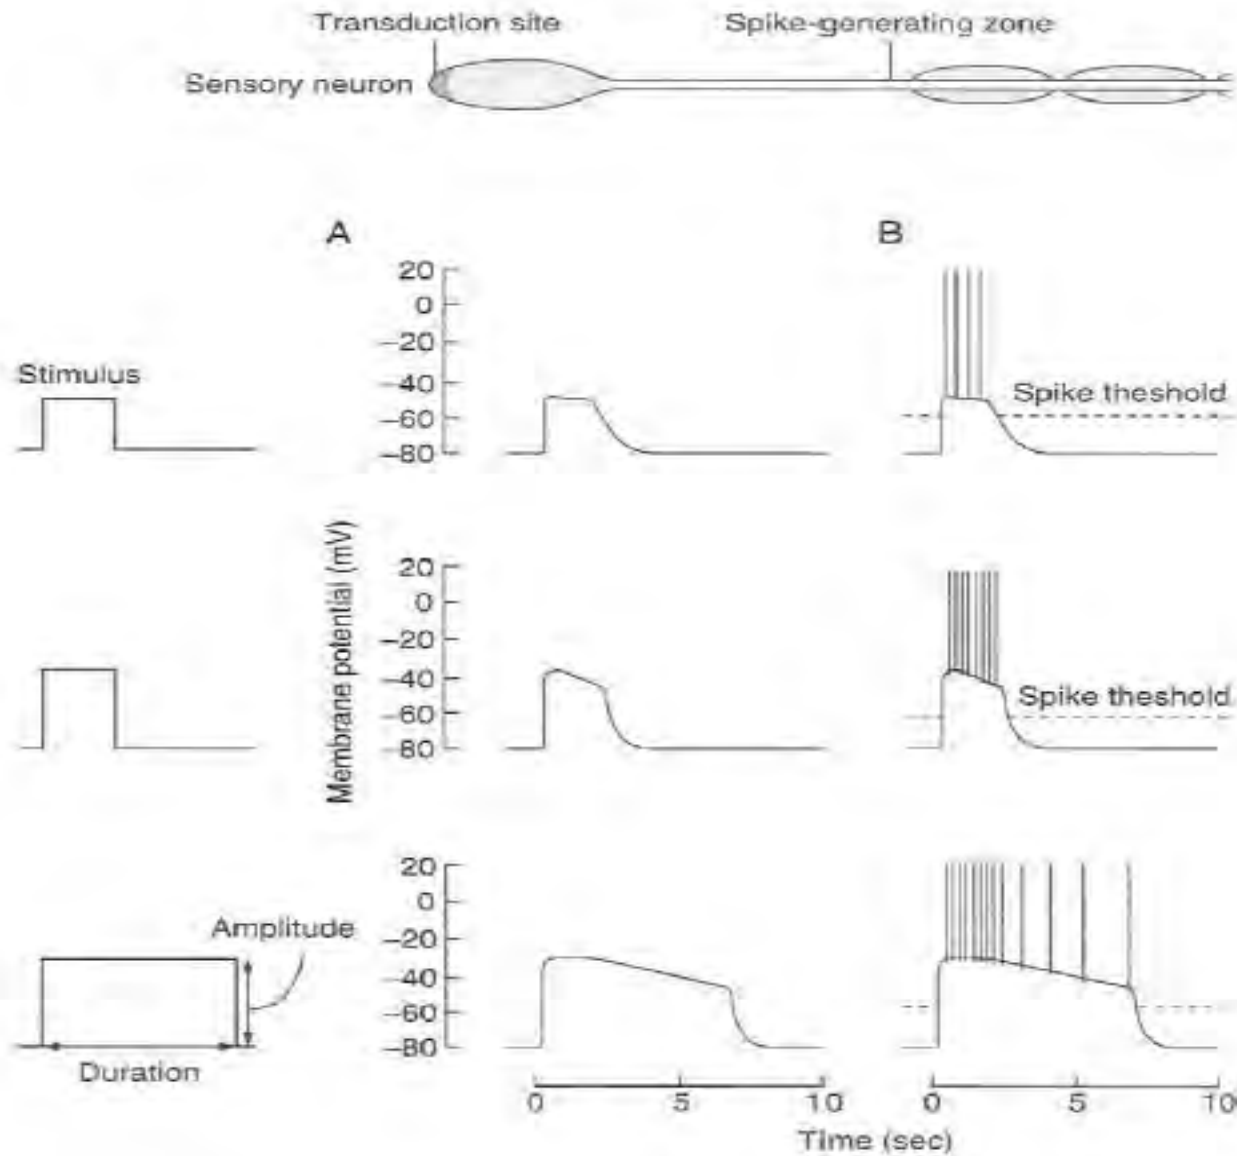 Transduction site
Spike-generating zone
Sensory neuron
A
B
20
0
−20
−40
−60
−80
Stimulus
Spike theshold
Membrane potential (mV)
20
0
−20
−40
−60
−80
Spike theshold
20
0
−20
−40
−60
−80
Amplitude
Duration
0 5 10
0 5 10
Time (sec)